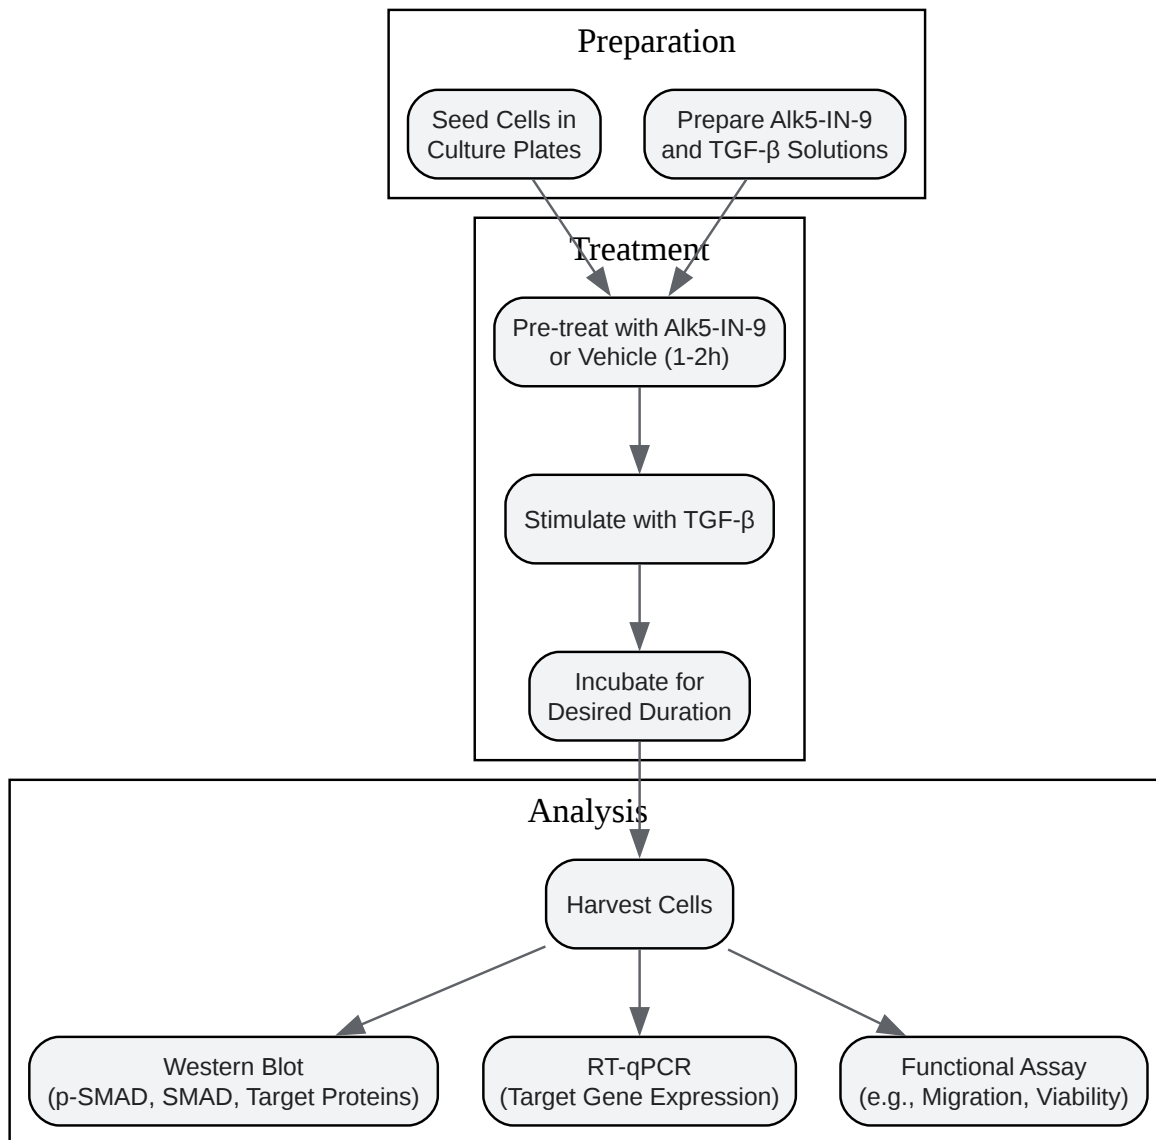 Preparation
Seed Cells in
Culture Plates
Prepare Alk5-IN-9
and TGF-β Solutions
Treatment
Pre-treat with Alk5-IN-9
or Vehicle (1-2h)
Stimulate with TGF-β
Incubate for
Desired Duration
Analysis
Harvest Cells
Western Blot
(p-SMAD, SMAD, Target Proteins)
RT-qPCR
(Target Gene Expression)
Functional Assay
(e.g., Migration, Viability)